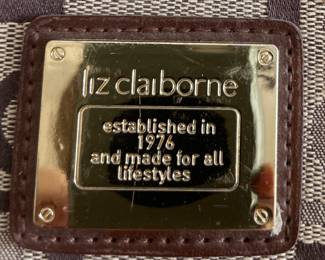 liz claiborne
established in
1976
and made for all
lifestyles